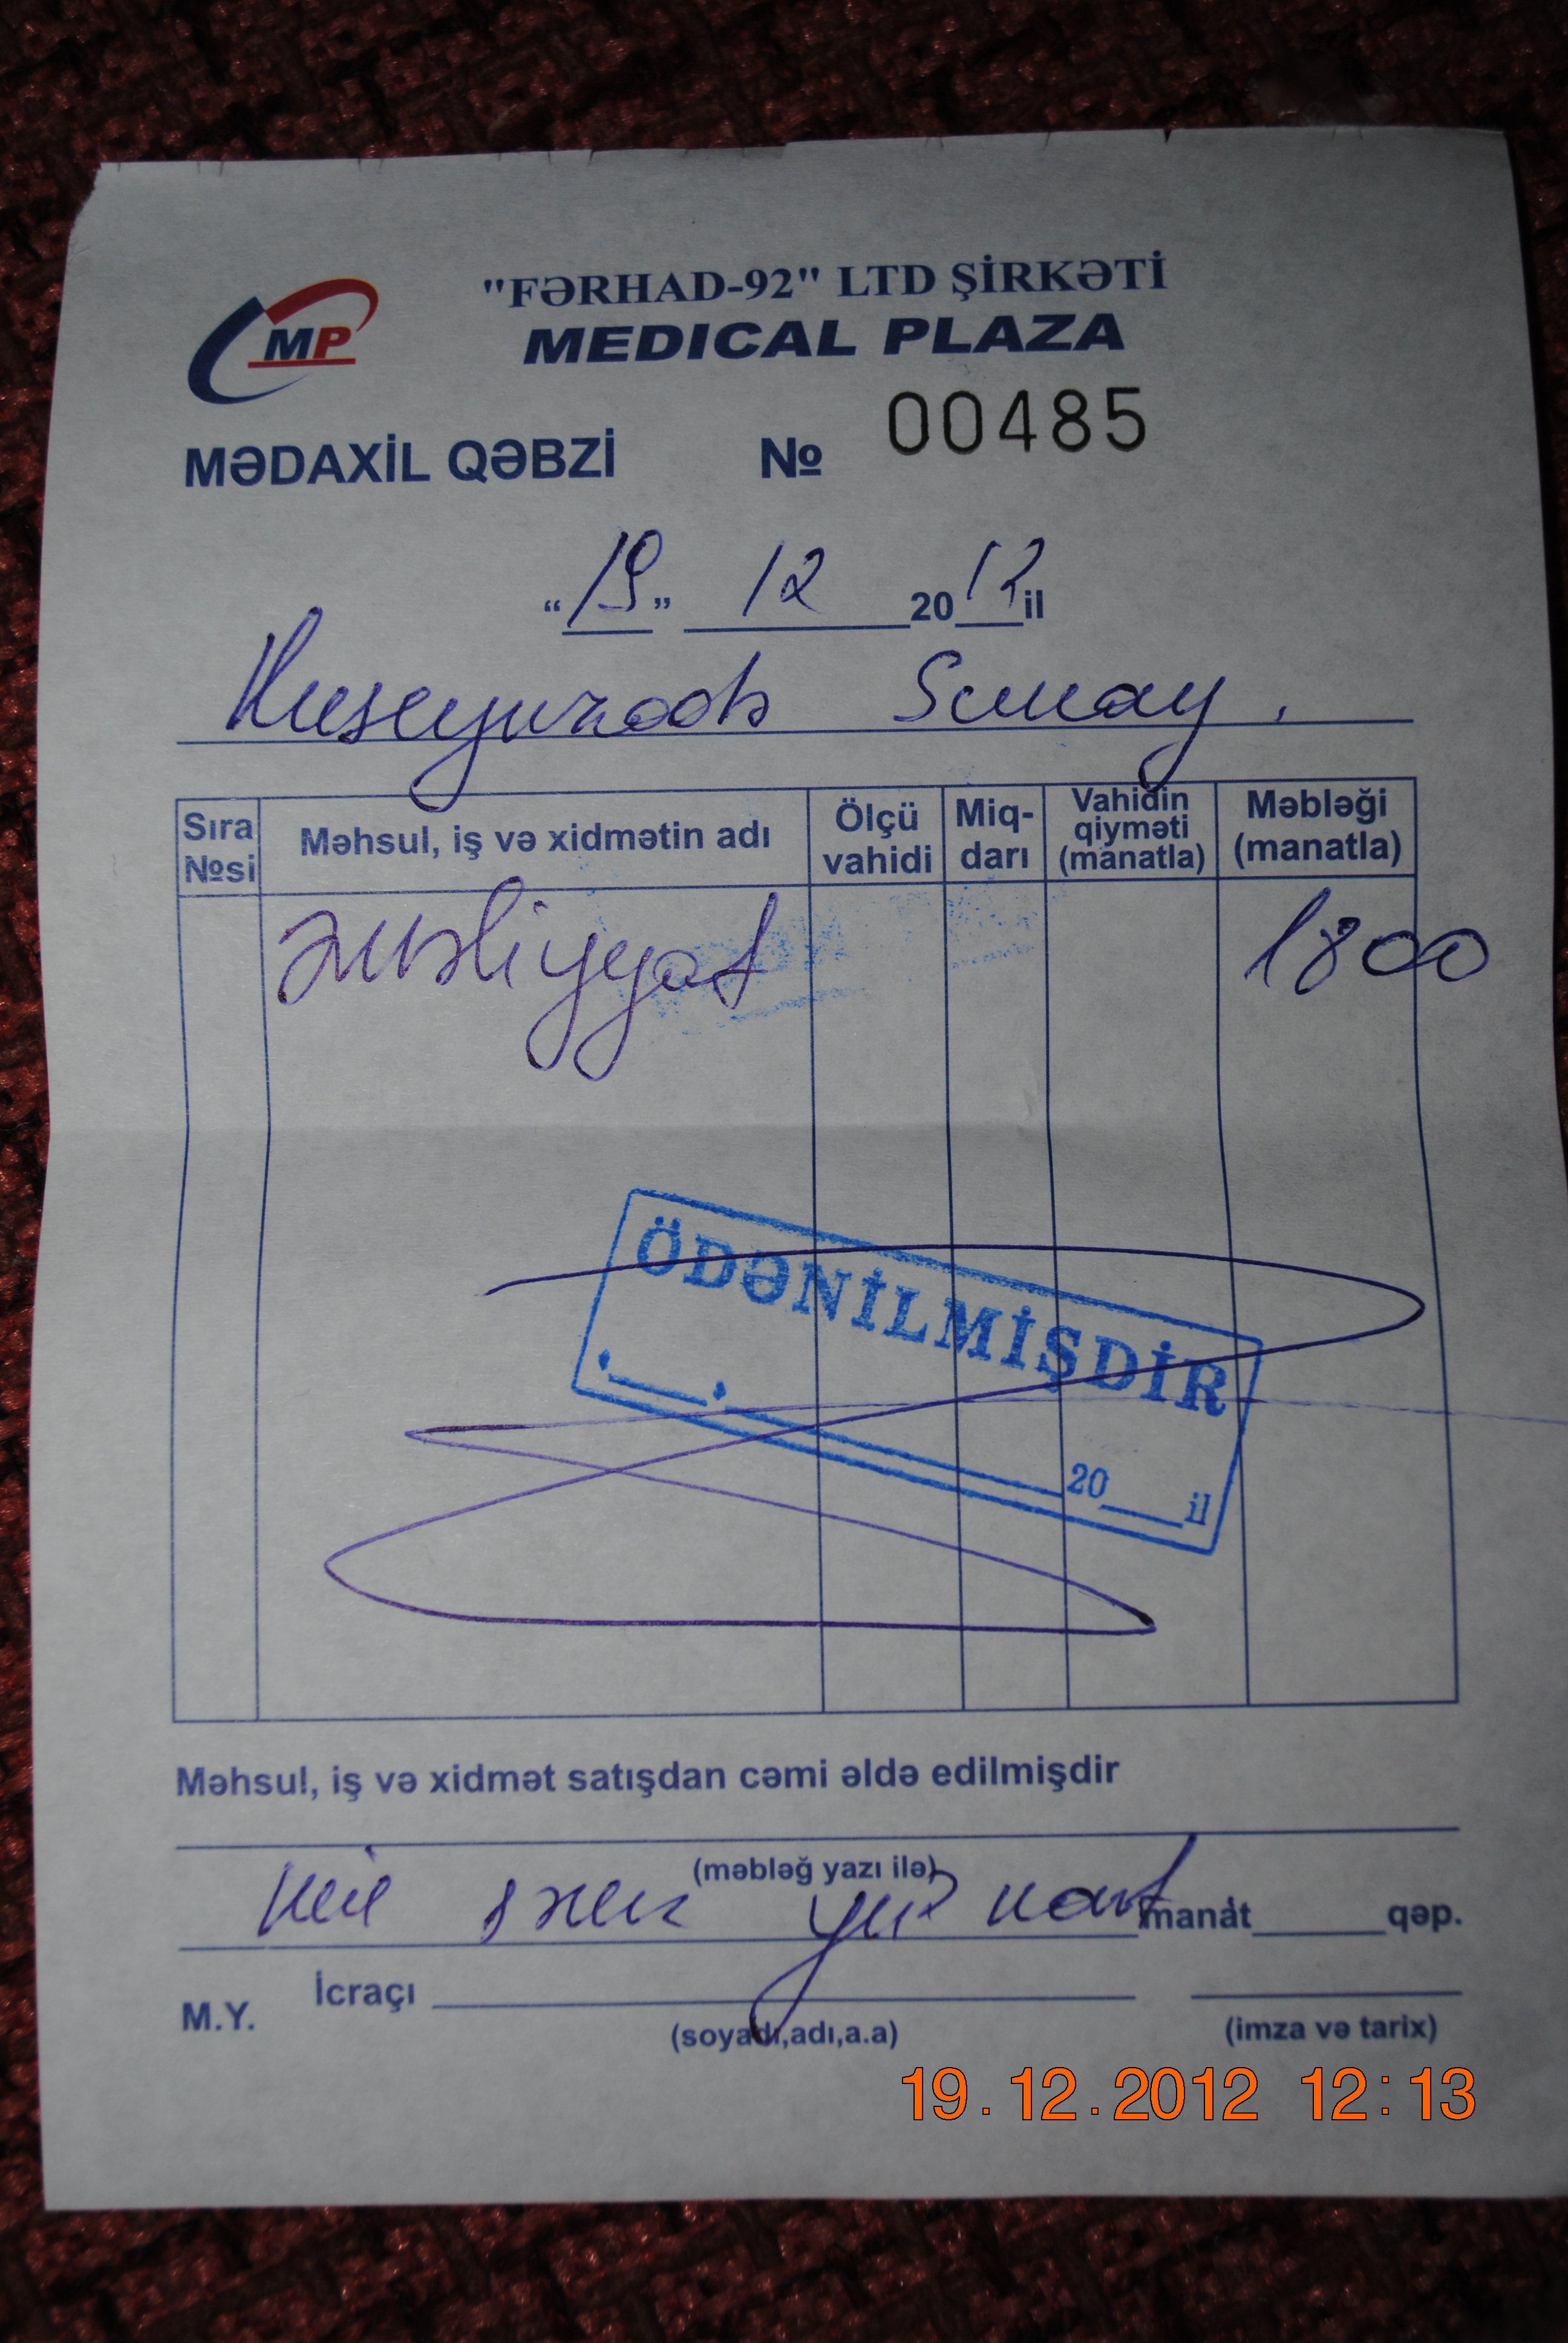 "FƏRHAD-92" LTD ŞİRKƏTİ
MP
MEDICAL PLAZA
MƏDAXİL QƏBZİ № 00485
"19" 12 2012 il
Huseynzadə Sunay.
Sıra №si Məhsul, iş və xidmətin adı Ölçü vahidi Miq-darı Vahidin qiyməti (manatla) Məbləği (manatla)
Əməliyyat 1800
ÖDƏNİLMİŞDİR
20 il
Məhsul, iş və xidmət satışdan cəmi əldə edilmişdir
(məbləğ yazı ilə)
min yüz manat qəp.
M.Y. İcraçı
(soyadı,adı,a.a) (imza və tarix)
19.12.2012 12:13